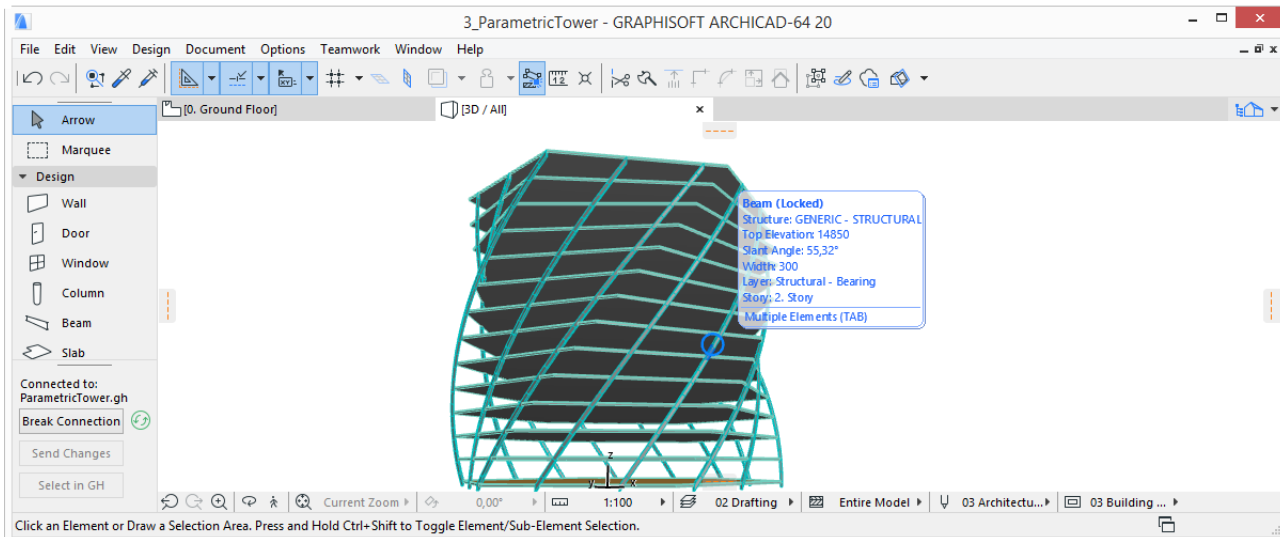 3_ParametricTower - GRAPHISOFT ARCHICAD-64 20
File Edit View Design Document Options Teamwork Window Help
[0. Ground Floor]
[3D / All]
Arrow
Marquee
Design
Wall
Door
Window
Column
Beam
Slab
Connected to:
ParametricTower.gh
Break Connection
Send Changes
Select in GH
Beam (Locked)
Structure: GENERIC - STRUCTURAL
Top Elevation: 14850
Slant Angle: 55,32°
Width: 300
Layer: Structural - Bearing
Story: 2. Story
Multiple Elements (TAB)
z
y x
Current Zoom 0,00° 1:100 02 Drafting Entire Model 03 Architectu... 03 Building ...
Click an Element or Draw a Selection Area. Press and Hold Ctrl+Shift to Toggle Element/Sub-Element Selection.